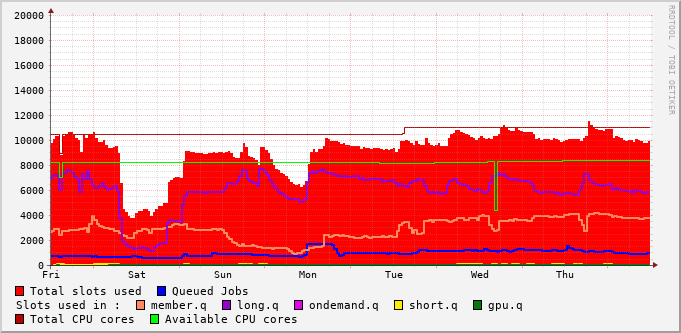 RRDTOOL / TOBI OETIKER
20000
18000
16000
14000
12000
10000
8000
6000
4000
2000
0
Fri Sat Sun Mon Tue Wed Thu
Total slots used Queued Jobs
Slots used in : member.q long.q ondemand.q short.q gpu.q
Total CPU cores Available CPU cores